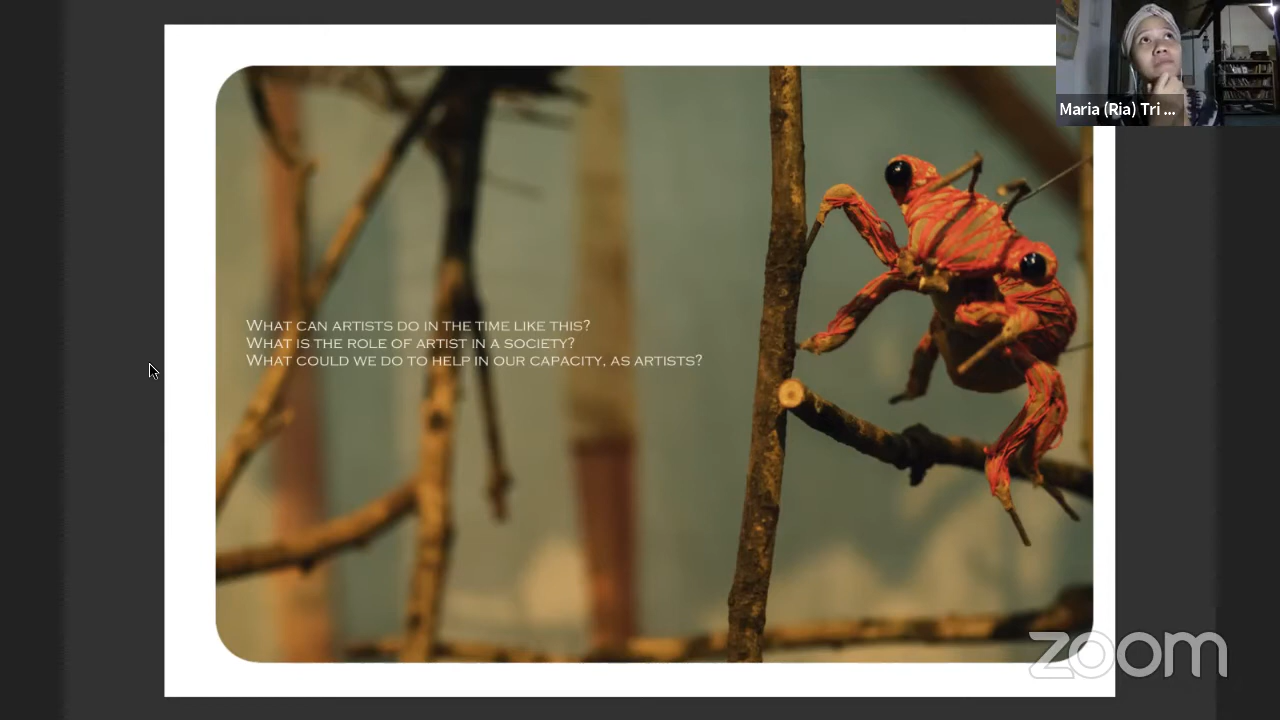 Maria (Ria) Tri ...
WHAT CAN ARTISTS DO IN THE TIME LIKE THIS?
WHAT IS THE ROLE OF ARTIST IN A SOCIETY?
WHAT COULD WE DO TO HELP IN OUR CAPACITY, AS ARTISTS?
zoom